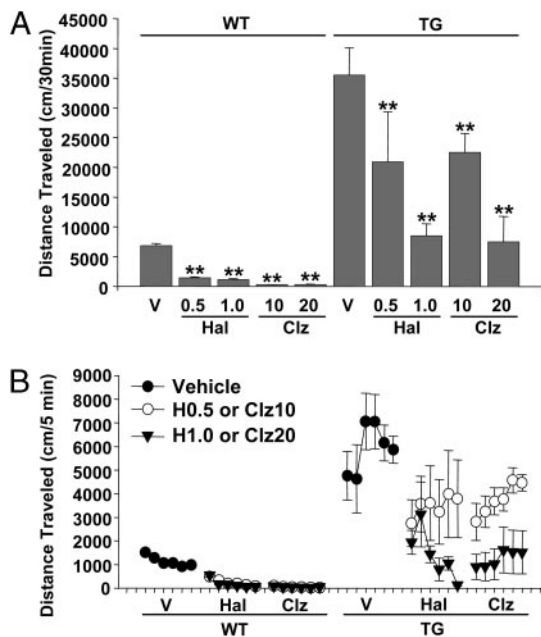 A
WT TG
Distance Traveled (cm/30min)
45000
40000
35000
30000
25000
20000
15000
10000
5000
0
** ** ** ** ** ** ** **
V 0.5 1.0 10 20 V 0.5 1.0 10 20
Hal Clz Hal Clz
B
Distance Traveled (cm/5 min)
9000
8000
7000
6000
5000
4000
3000
2000
1000
0
Vehicle
H0.5 or Clz10
H1.0 or Clz20
V Hal Clz V Hal Clz
WT TG